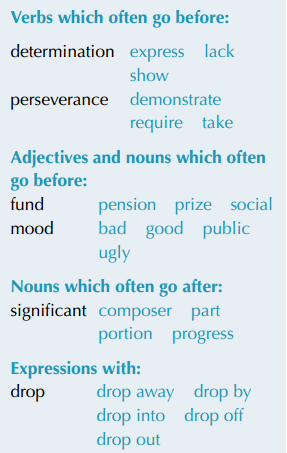 Verbs which often go before:
determination express lack
show
perseverance demonstrate
require take
Adjectives and nouns which often
go before:
fund pension prize social
mood bad good public
ugly
Nouns which often go after:
significant composer part
portion progress
Expressions with:
drop drop away drop by
drop into drop off
drop out